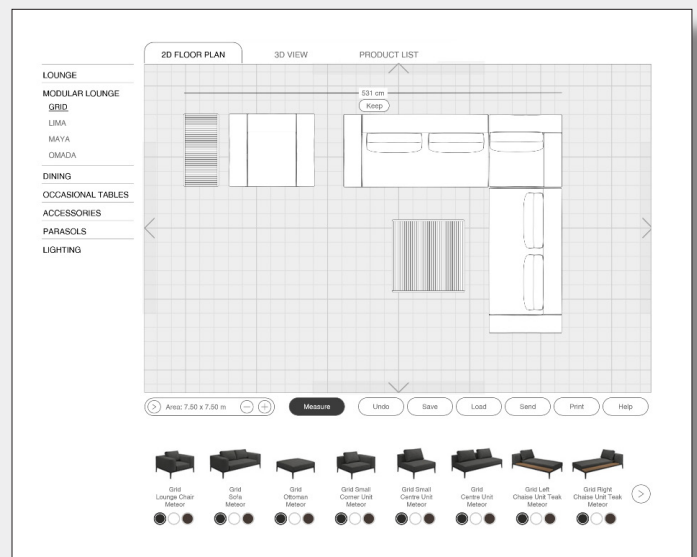 2D FLOOR PLAN
3D VIEW
PRODUCT LIST
LOUNGE
MODULAR LOUNGE
GRID
LIMA
MAYA
OMADA
DINING
OCCASIONAL TABLES
ACCESSORIES
PARASOLS
LIGHTING
531 cm
Keep
Area: 7.50 x 7.50 m
Measure
Undo
Save
Load
Send
Print
Help
Grid
Lounge Chair
Meteor
Grid
Sofa
Meteor
Grid
Ottoman
Meteor
Grid Small
Corner Unit
Meteor
Grid Small
Centre Unit
Meteor
Grid
Centre Unit
Meteor
Grid Left
Chaise Unit Teak
Meteor
Grid Right
Chaise Unit Teak
Meteor